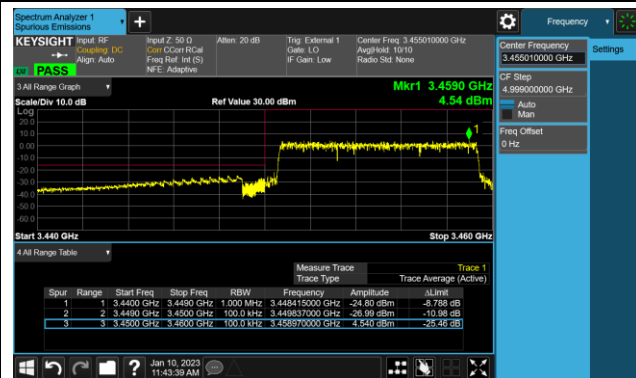 Spectrum Analyzer 1
Spurious Emissions
Frequency
KEYSIGHT Input: RF Input Z: 50 Ω Atten: 20 dB Trig: External 1 Center Freq: 3.455010000 GHz
Coupling: DC Corr CCorr RCal Gate: LO Avg|Hold: 10/10
Align: Auto Freq Ref: Int (S) IF Gain: Low Radio Std: None
NFE: Adaptive
PASS
Center Frequency
3.455010000 GHz
Settings
CF Step
4.999000000 GHz
Auto
Man
Freq Offset
0 Hz
3 All Range Graph
Mkr1 3.4590 GHz
Scale/Div 10.0 dB Ref Value 30.00 dBm 4.54 dBm
Log
20.0
10.0
0.00
-10.0
-20.0
-30.0
-40.0
-50.0
-60.0
1
Start 3.440 GHz Stop 3.460 GHz
4 All Range Table
Measure Trace Trace 1
Trace Type Trace Average (Active)
Spur Range Start Freq Stop Freq RBW Frequency Amplitude ΔLimit
1 1 3.4400 GHz 3.4490 GHz 1.000 MHz 3.448415000 GHz -24.80 dBm -8.788 dB
2 2 3.4490 GHz 3.4500 GHz 100.0 kHz 3.449837000 GHz -26.99 dBm -10.98 dB
3 3 3.4500 GHz 3.4600 GHz 100.0 kHz 3.458970000 GHz 4.540 dBm -25.46 dB
Jan 10, 2023
11:43:39 AM